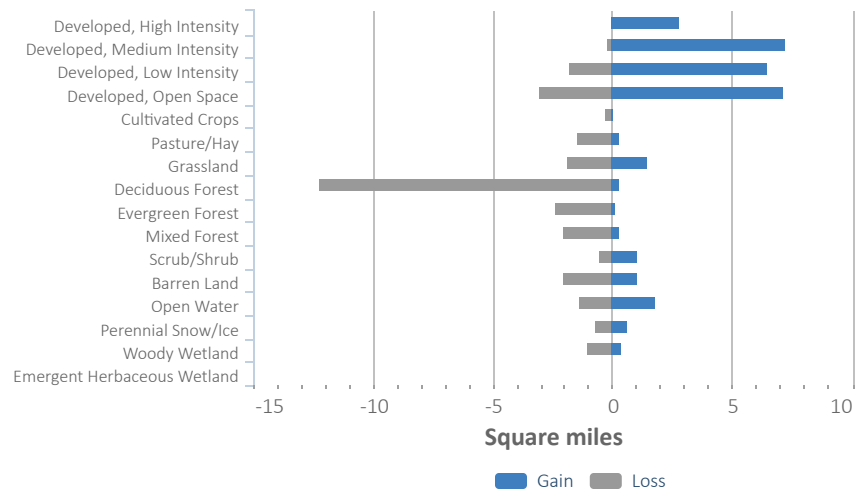 Developed, High Intensity
Developed, Medium Intensity
Developed, Low Intensity
Developed, Open Space
Cultivated Crops
Pasture/Hay
Grassland
Deciduous Forest
Evergreen Forest
Mixed Forest
Scrub/Shrub
Barren Land
Open Water
Perennial Snow/Ice
Woody Wetland
Emergent Herbaceous Wetland
-15 -10 -5 0 5 10
Square miles
Gain Loss